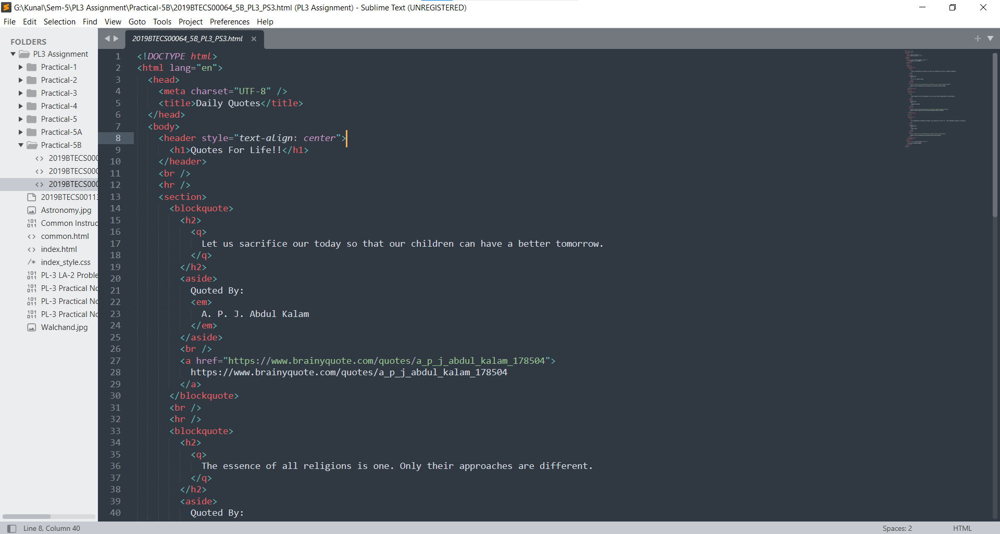 G:\Kunal\Sem-5\PL3 Assignment\Practical-5B\2019BTECS00064_5B_PL3_PS3.html (PL3 Assignment) - Sublime Text (UNREGISTERED)
File Edit Selection Find View Goto Tools Project Preferences Help
FOLDERS
PL3 Assignment
Practical-1
Practical-2
Practical-3
Practical-4
Practical-5
Practical-5A
Practical-5B
2019BTECS000
2019BTECS000
2019BTECS000
2019BTECS00113
Astronomy.jpg
Common Instruc
common.html
index.html
index_style.css
PL-3 LA-2 Proble
PL-3 Practical No
PL-3 Practical No
PL-3 Practical No
Walchand.jpg
2019BTECS00064_5B_PL3_PS3.html
1 <!DOCTYPE html>
2 <html lang="en">
3 <head>
4 <meta charset="UTF-8" />
5 <title>Daily Quotes</title>
6 </head>
7 <body>
8 <header style="text-align: center">
9 <h1>Quotes For Life!!</h1>
10 </header>
11 <br />
12 <hr />
13 <section>
14 <blockquote>
15 <h2>
16 <q>
17 Let us sacrifice our today so that our children can have a better tomorrow.
18 </q>
19 </h2>
20 <aside>
21 Quoted By:
22 <em>
23 A. P. J. Abdul Kalam
24 </em>
25 </aside>
26 <br />
27 <a href="https://www.brainyquote.com/quotes/a_p_j_abdul_kalam_178504">
28 https://www.brainyquote.com/quotes/a_p_j_abdul_kalam_178504
29 </a>
30 </blockquote>
31 <br />
32 <hr />
33 <blockquote>
34 <h2>
35 <q>
36 The essence of all religions is one. Only their approaches are different.
37 </q>
38 </h2>
39 <aside>
40 Quoted By:
Line 8, Column 40
Spaces: 2
HTML